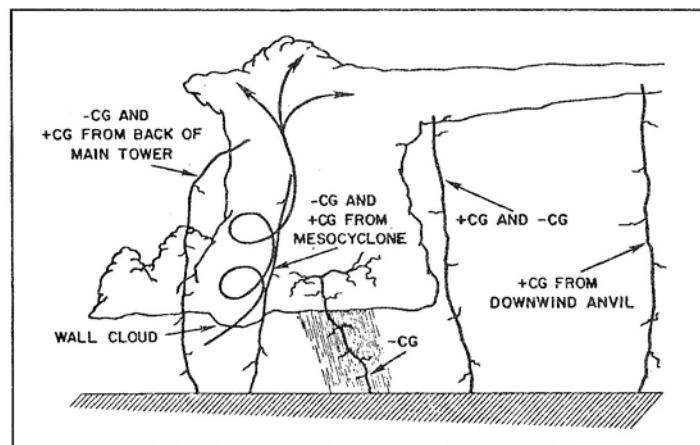 -CG AND
+CG FROM BACK OF
MAIN TOWER
-CG AND
+CG FROM
MESOCYCLONE
+CG AND -CG
+CG FROM
DOWNWIND ANVIL
WALL CLOUD
-CG